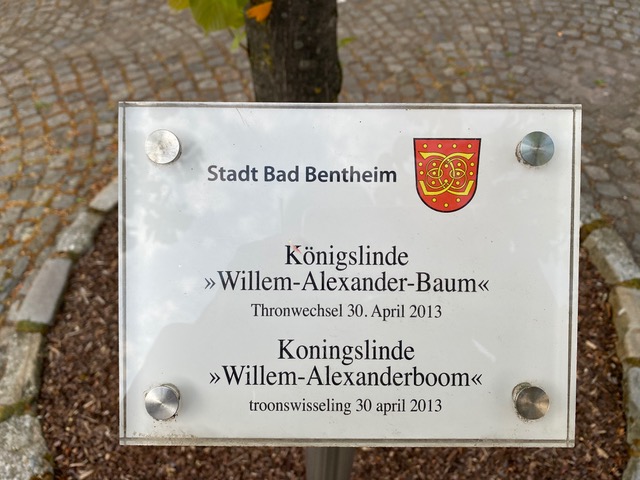 Stadt Bad Bentheim
Königslinde
»Willem-Alexander-Baum«
Thronwechsel 30. April 2013
Koningslinde
»Willem-Alexanderboom«
troonswisseling 30 april 2013